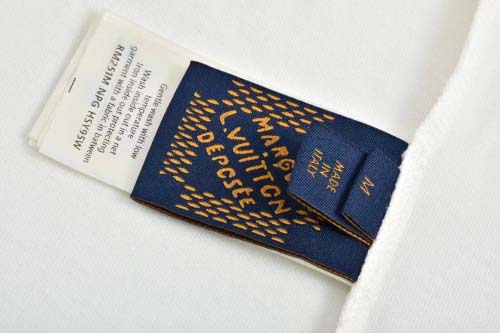 Gentle wash with low
temperature
Wash inside out in a net
Iron inside out protecting
garment with a fabric in between
RM251M NPG HSY95W
MARQUE
L.VUITTON
DEPOSÉE
MADE
IN
ITALY
M